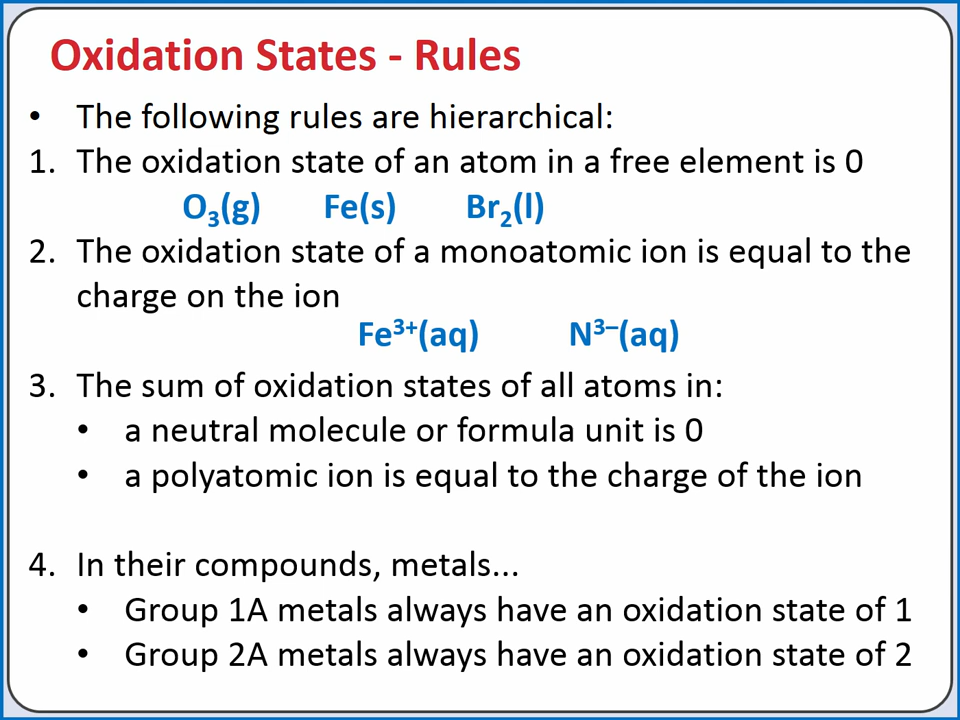 Oxidation States - Rules
• The following rules are hierarchical:
1. The oxidation state of an atom in a free element is 0
O₃(g) Fe(s) Br₂(l)
2. The oxidation state of a monoatomic ion is equal to the
charge on the ion
Fe³⁺(aq) N³⁻(aq)
3. The sum of oxidation states of all atoms in:
• a neutral molecule or formula unit is 0
• a polyatomic ion is equal to the charge of the ion
4. In their compounds, metals...
• Group 1A metals always have an oxidation state of 1
• Group 2A metals always have an oxidation state of 2